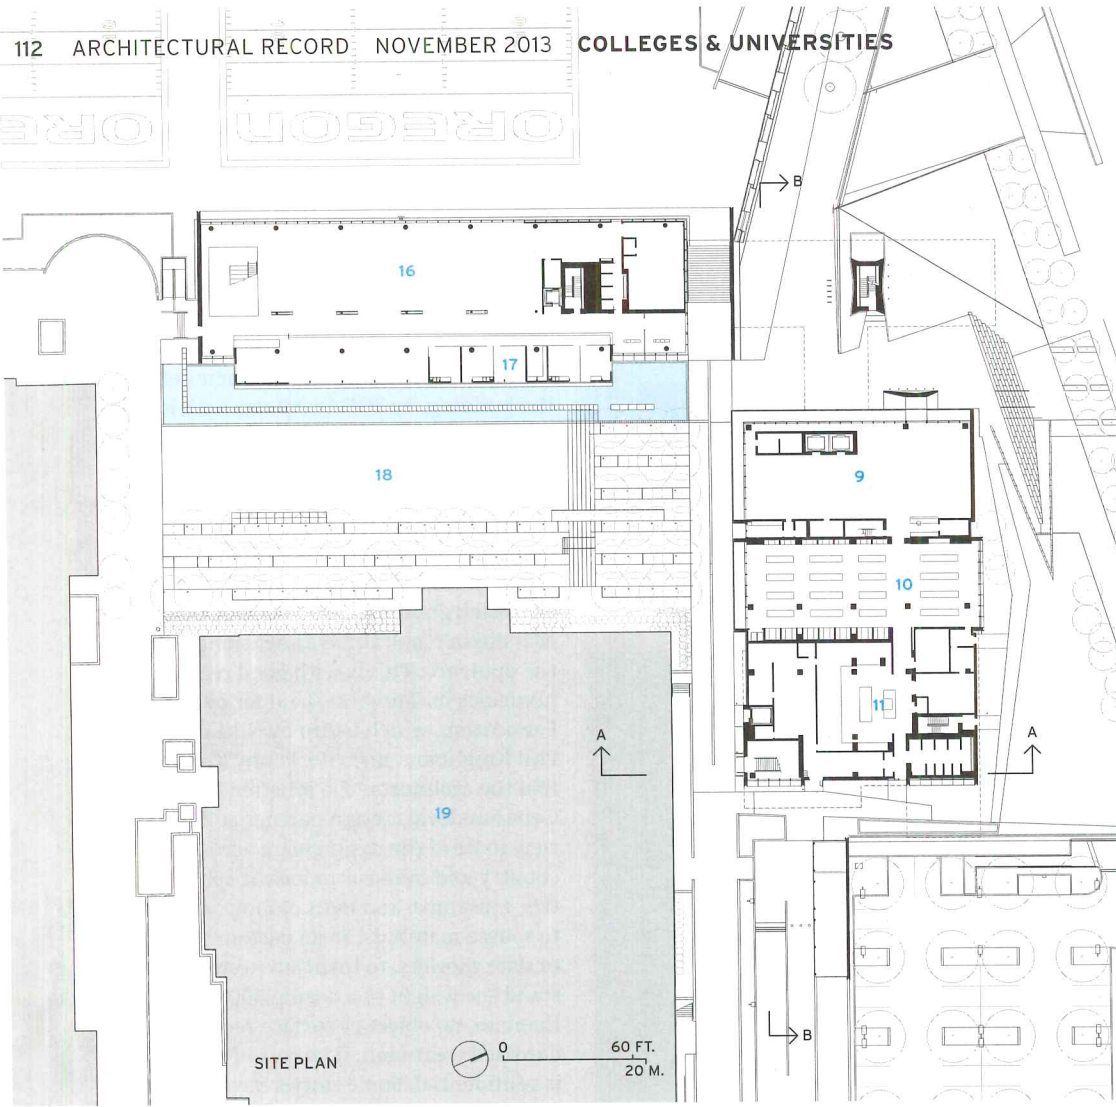 112 ARCHITECTURAL RECORD NOVEMBER 2013 COLLEGES & UNIVERSITIES
ORE OREGON
B
16
17
18
9
10
11
A A
19
B
SITE PLAN 0 60 FT.
20 M.